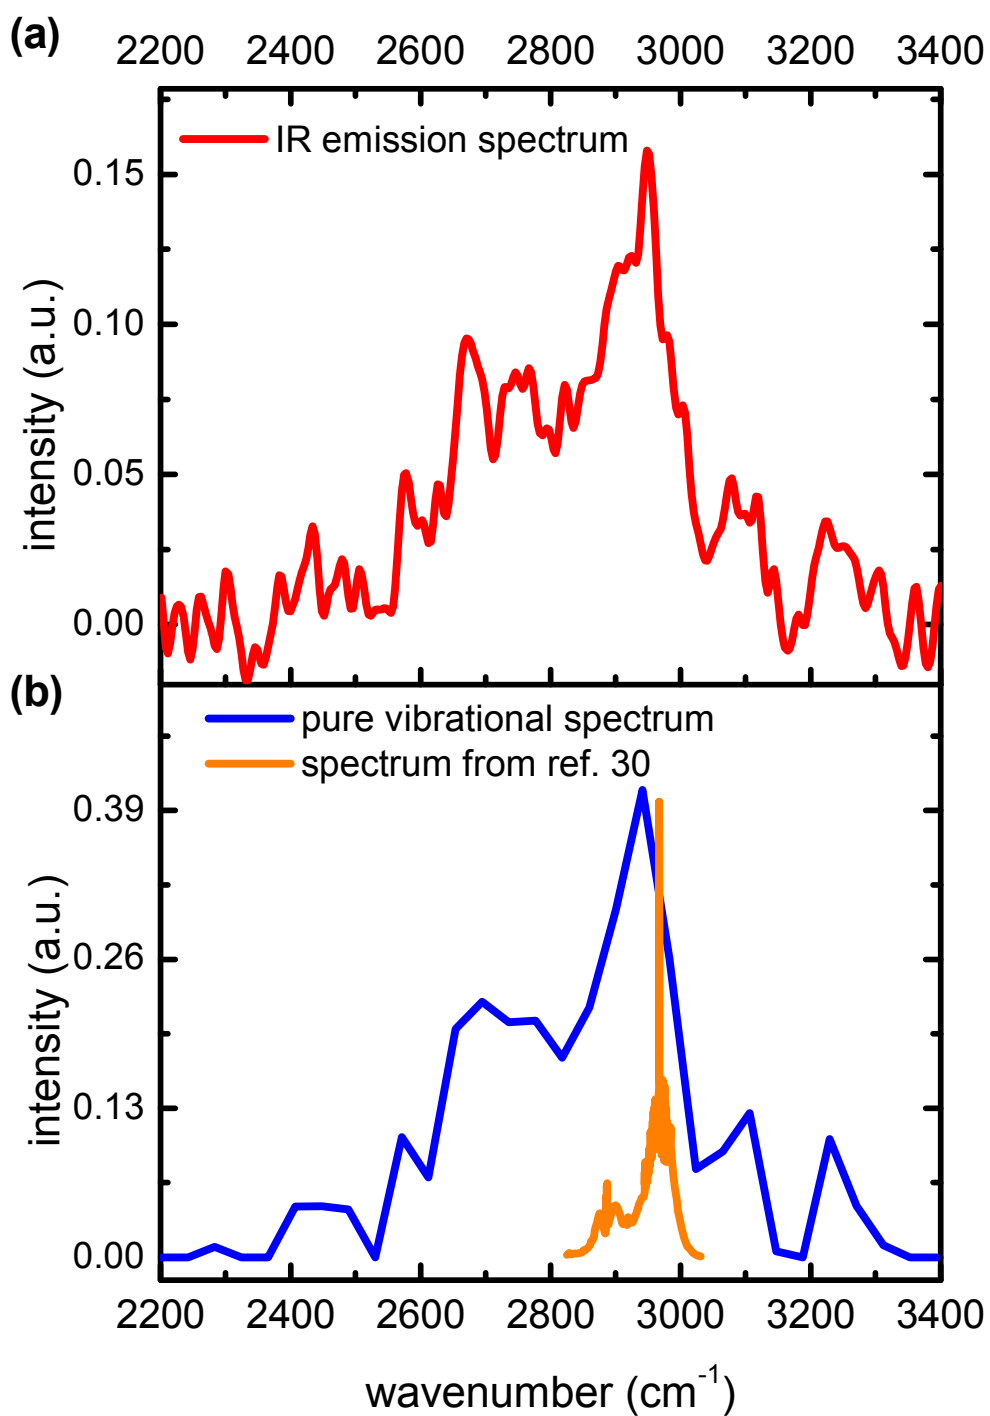 (a)
2200 2400 2600 2800 3000 3200 3400
IR emission spectrum
0.15
0.10
0.05
0.00
intensity (a.u.)
(b)
pure vibrational spectrum
spectrum from ref. 30
0.39
0.26
0.13
0.00
intensity (a.u.)
2200 2400 2600 2800 3000 3200 3400
wavenumber (cm⁻¹)